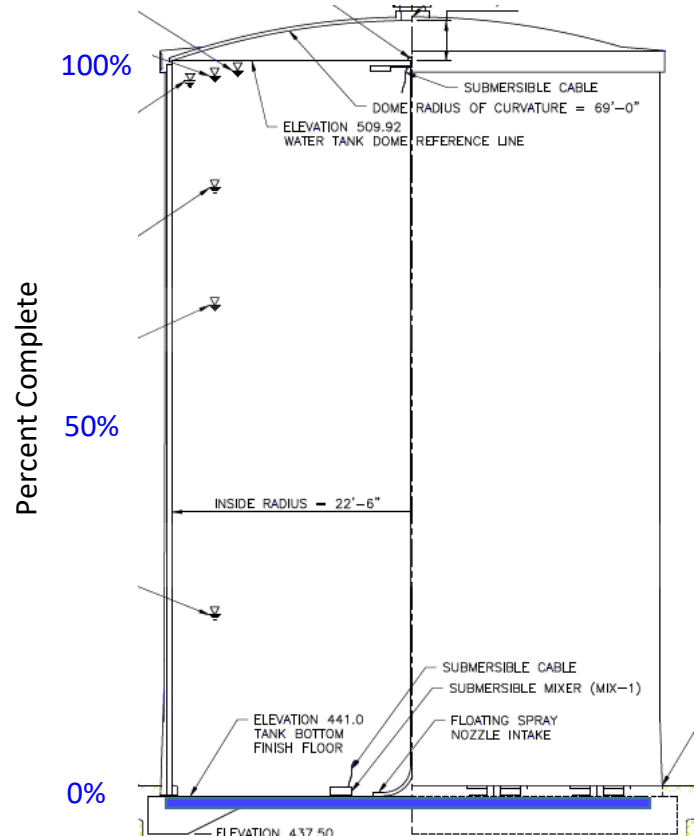 100%
SUBMERSIBLE CABLE
DOME RADIUS OF CURVATURE = 69'-0"
ELEVATION 509.92
WATER TANK DOME REFERENCE LINE
Percent Complete
50%
INSIDE RADIUS = 22'-6"
SUBMERSIBLE CABLE
SUBMERSIBLE MIXER (MIX-1)
ELEVATION 441.0
TANK BOTTOM
FINISH FLOOR
FLOATING SPRAY
NOZZLE INTAKE
0%
ELEVATION 437.50